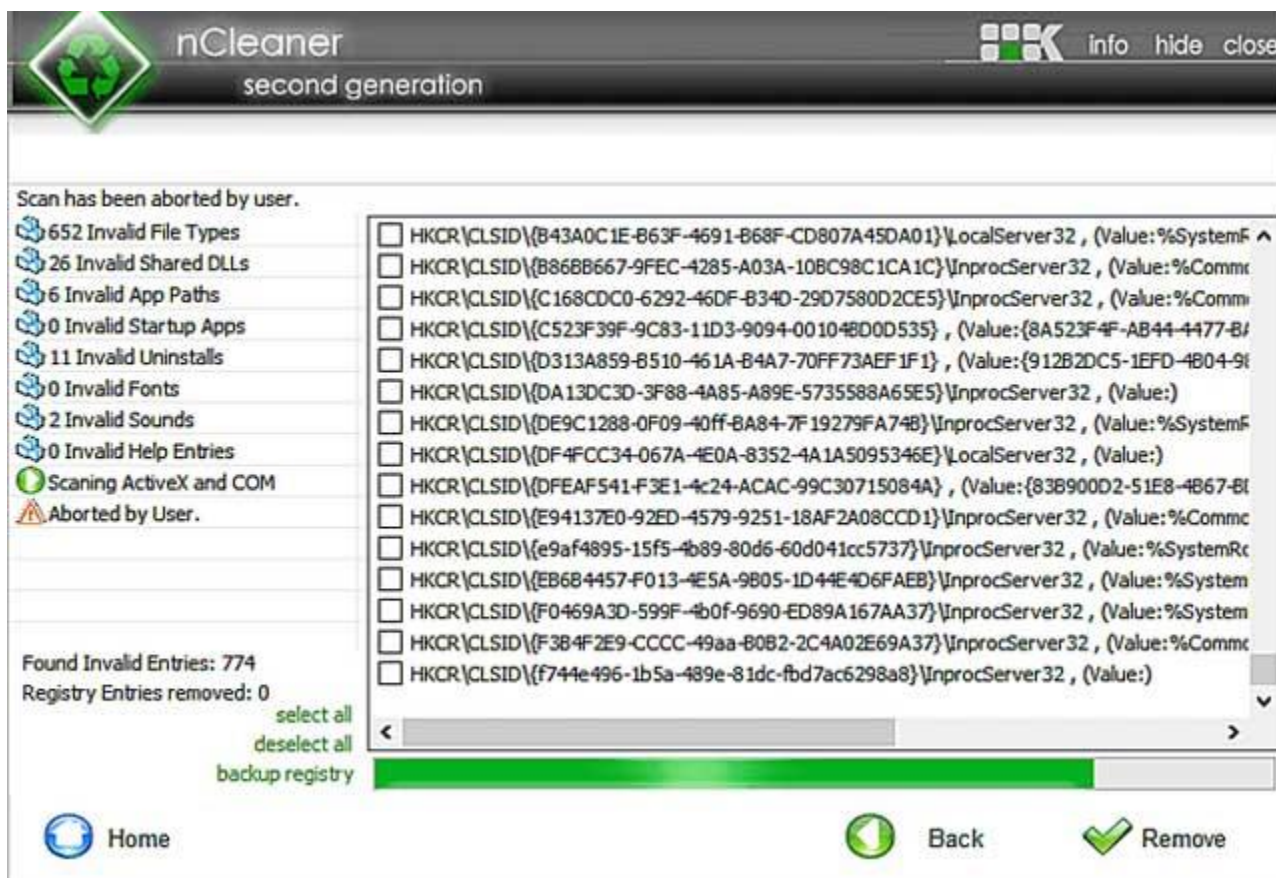 nCleaner
second generation
info hide close
Scan has been aborted by user.
652 Invalid File Types
26 Invalid Shared DLLs
6 Invalid App Paths
0 Invalid Startup Apps
11 Invalid Uninstalls
0 Invalid Fonts
2 Invalid Sounds
0 Invalid Help Entries
Scaning ActiveX and COM
Aborted by User.
Found Invalid Entries: 774
Registry Entries removed: 0
select all
deselect all
backup registry
HKCR\CLSID\{B43A0C1E-B63F-4691-B68F-CD807A45DA01}\LocalServer32 , (Value:%SystemR
HKCR\CLSID\{B86BB667-9FEC-4285-A03A-10BC98C1CA1C}\InprocServer32 , (Value:%Commo
HKCR\CLSID\{C168CDC0-6292-46DF-B34D-29D7580D2CE5}\InprocServer32 , (Value:%Comm
HKCR\CLSID\{C523F39F-9C83-11D3-9094-00104BD0D535} , (Value:{8A523F4F-AB44-4477-BA
HKCR\CLSID\{D313A859-B510-461A-B4A7-70FF73AEF1F1} , (Value:{912B2DC5-1EFD-4B04-98
HKCR\CLSID\{DA13DC3D-3F88-4A85-A89E-5735588A65E5}\InprocServer32 , (Value:)
HKCR\CLSID\{DE9C1288-0F09-40ff-BA84-7F19279FA74B}\InprocServer32 , (Value:%SystemR
HKCR\CLSID\{DF4FCC34-067A-4E0A-8352-4A1A5095346E}\LocalServer32 , (Value:)
HKCR\CLSID\{DFEAF541-F3E1-4c24-ACAC-99C30715084A} , (Value:{83B900D2-51E8-4B67-BD
HKCR\CLSID\{E94137E0-92ED-4579-9251-18AF2A08CCD1}\InprocServer32 , (Value:%Commo
HKCR\CLSID\{e9af4895-15f5-4b89-80d6-60d041cc5737}\InprocServer32 , (Value:%SystemRo
HKCR\CLSID\{EB6B4457-F013-4E5A-9B05-1D44E4D6FAEB}\InprocServer32 , (Value:%System
HKCR\CLSID\{F0469A3D-599F-4b0f-9690-ED89A167AA37}\InprocServer32 , (Value:%System
HKCR\CLSID\{F3B4F2E9-CCCC-49aa-B0B2-2C4A02E69A37}\InprocServer32 , (Value:%Commo
HKCR\CLSID\{f744e496-1b5a-489e-81dc-fbd7ac6298a8}\InprocServer32 , (Value:)
Home
Back
Remove